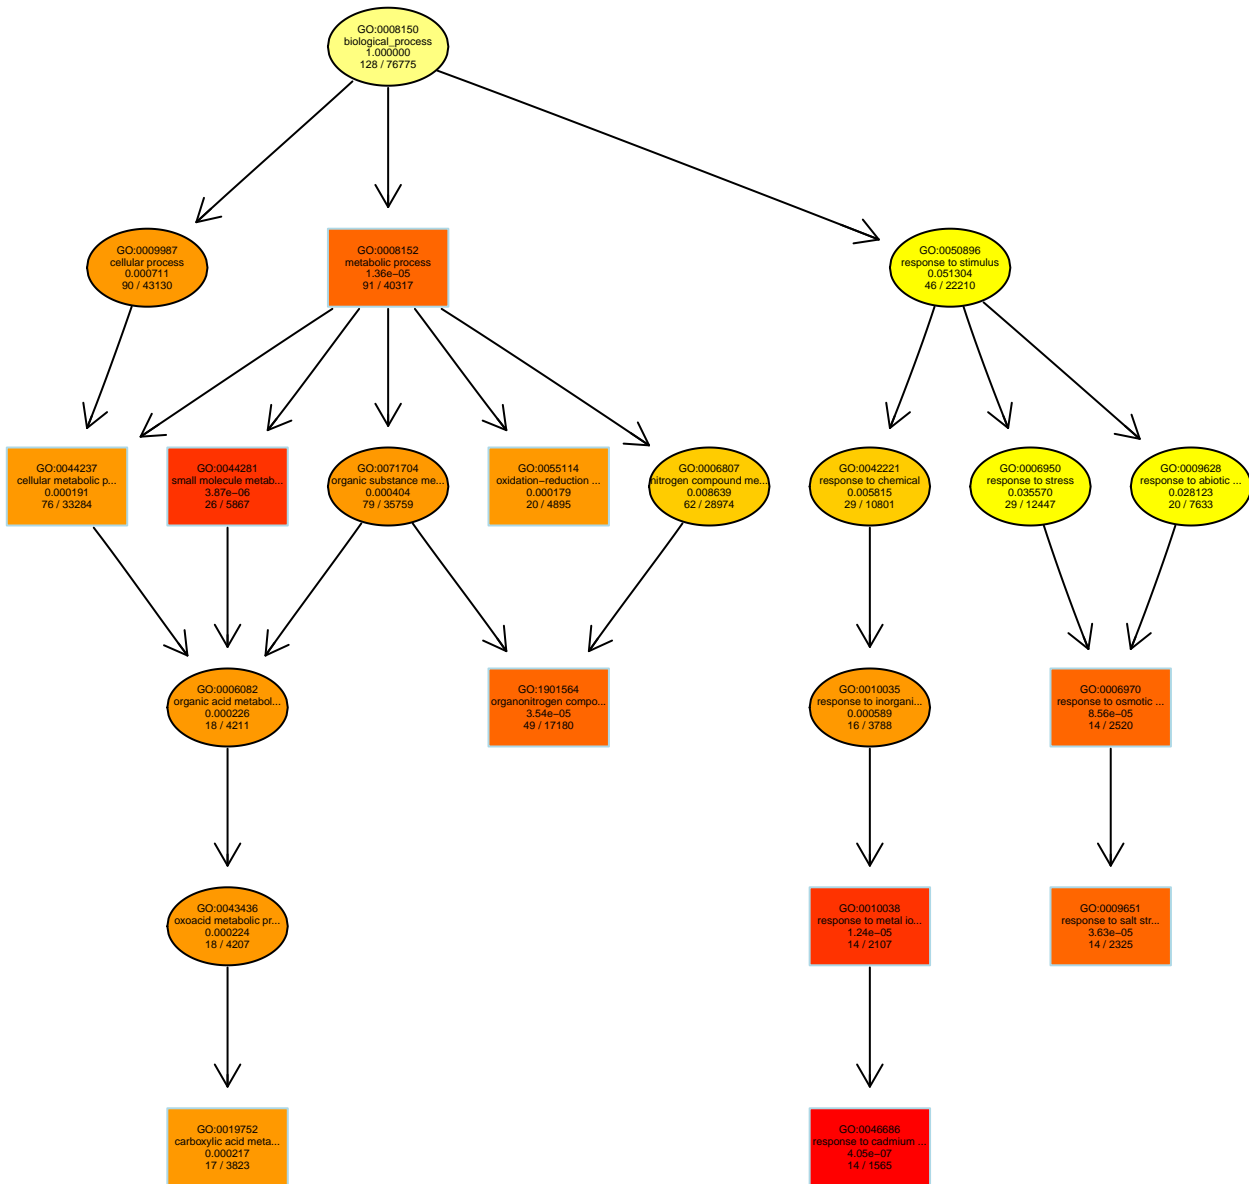 GO:0008150
biological_process
1.000000
128 / 76775
GO:0009987
cellular process
0.000711
90 / 43130
GO:0008152
metabolic process
1.36e−05
91 / 40317
GO:0050896
response to stimulus
0.051304
46 / 22210
GO:0044237
cellular metabolic p...
0.000191
76 / 33284
GO:0044281
small molecule metab...
3.87e−06
26 / 5867
GO:0071704
organic substance me...
0.000404
79 / 35759
GO:0055114
oxidation−reduction ...
0.000179
20 / 4895
GO:0006807
nitrogen compound me...
0.008639
62 / 28974
GO:0042221
response to chemical
0.005815
29 / 10801
GO:0006950
response to stress
0.035570
29 / 12447
GO:0009628
response to abiotic ...
0.028123
20 / 7633
GO:0006082
organic acid metabol...
0.000226
18 / 4211
GO:1901564
organonitrogen compo...
3.54e−05
49 / 17180
GO:0010035
response to inorgani...
0.000589
16 / 3788
GO:0006970
response to osmotic ...
8.56e−05
14 / 2520
GO:0043436
oxoacid metabolic pr...
0.000224
18 / 4207
GO:0010038
response to metal io...
1.24e−05
14 / 2107
GO:0009651
response to salt str...
3.63e−05
14 / 2325
GO:0019752
carboxylic acid meta...
0.000217
17 / 3823
GO:0046686
response to cadmium ...
4.05e−07
14 / 1565